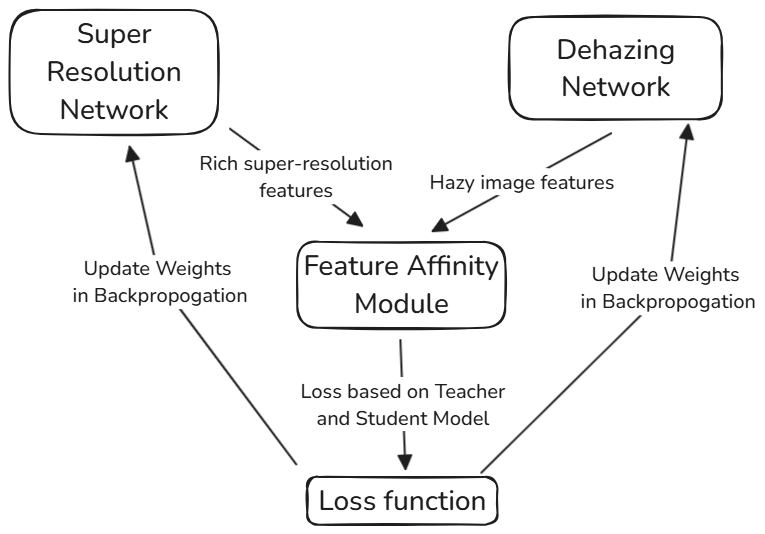 Super
Resolution
Network
Dehazing
Network
Rich super-resolution
features
Hazy image features
Feature Affinity
Module
Update Weights
in Backpropogation
Update Weights
in Backpropogation
Loss based on Teacher
and Student Model
Loss function